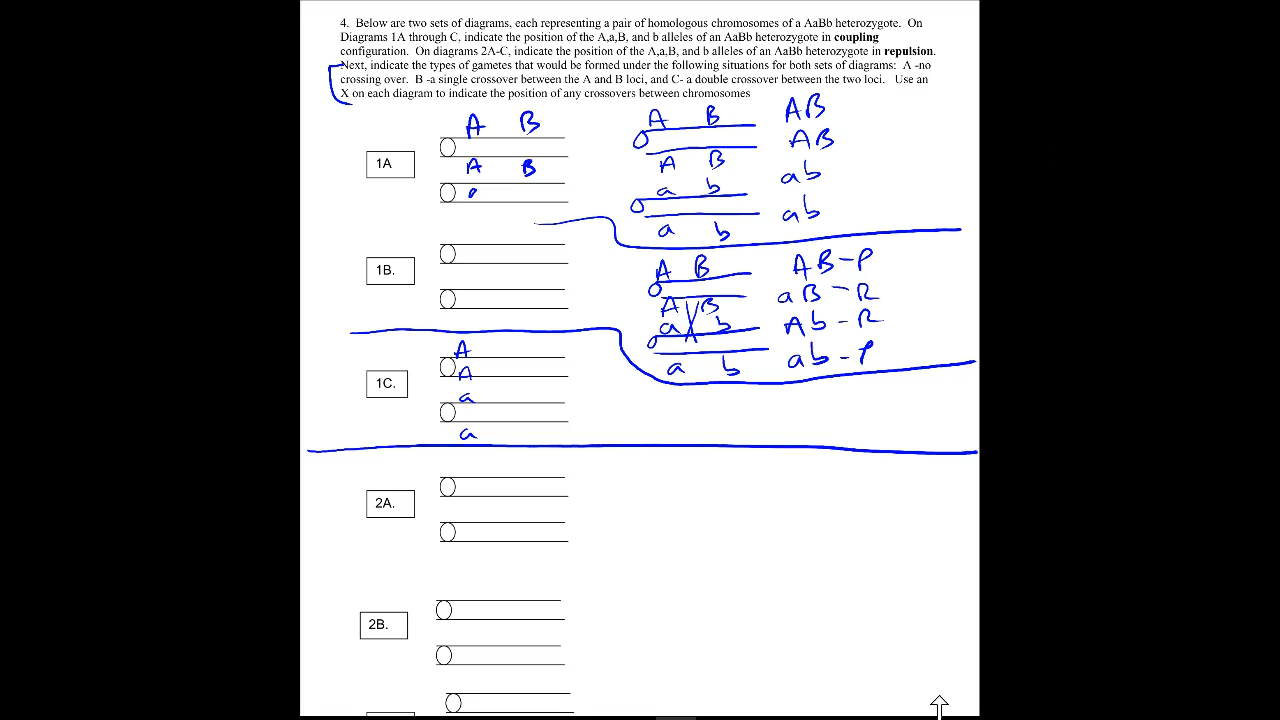 4. Below are two sets of diagrams, each representing a pair of homologous chromosomes of a AaBb heterozygote. On
Diagrams 1A through C, indicate the position of the A,a,B, and b alleles of an AaBb heterozygote in coupling
configuration. On diagrams 2A-C, indicate the position of the A,a,B, and b alleles of an AaBb heterozygote in repulsion.
Next, indicate the types of gametes that would be formed under the following situations for both sets of diagrams: A -no
crossing over. B -a single crossover between the A and B loci, and C- a double crossover between the two loci. Use an
X on each diagram to indicate the position of any crossovers between chromosomes
A B
A B
AB
AB
1A
A B
A B
a b
ab
ab
a b
1B.
A B
AB-P
aB-R
A B
a b
Ab-R
ab-P
a b
1C.
A
A
a
a
2A.
2B.